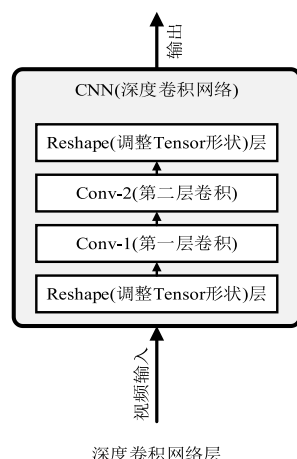 输出
CNN(深度卷积网络)
Reshape(调整Tensor形状)层
Conv-2(第二层卷积)
Conv-1(第一层卷积)
Reshape(调整Tensor形状)层
视频输入
深度卷积网络层